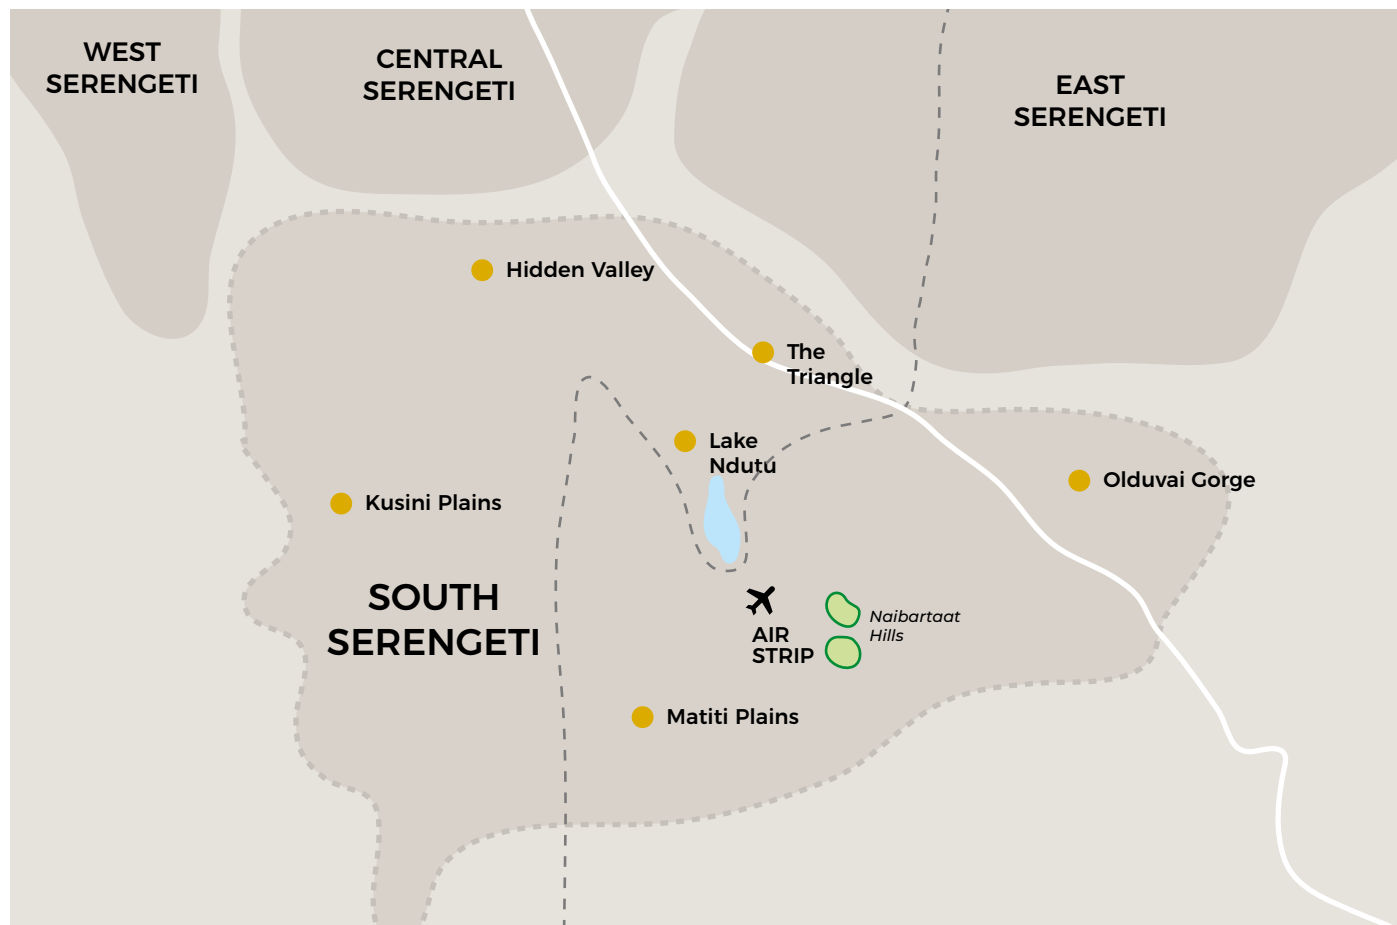 WEST
SERENGETI
CENTRAL
SERENGETI
EAST
SERENGETI
Hidden Valley
The
Triangle
Lake
Ndutu
Olduvai Gorge
Kusini Plains
SOUTH
SERENGETI
AIR
STRIP
Naibartaat
Hills
Matiti Plains